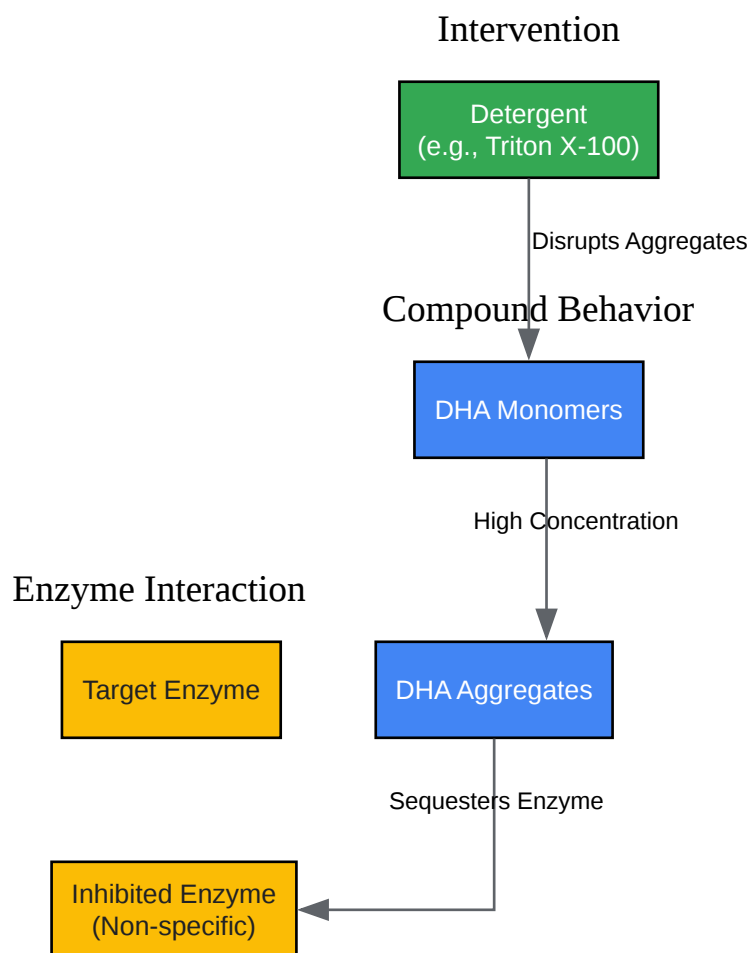 Intervention
Detergent
(e.g., Triton X-100)
Disrupts Aggregates
Compound Behavior
DHA Monomers
High Concentration
Enzyme Interaction
Target Enzyme
DHA Aggregates
Sequesters Enzyme
Inhibited Enzyme
(Non-specific)